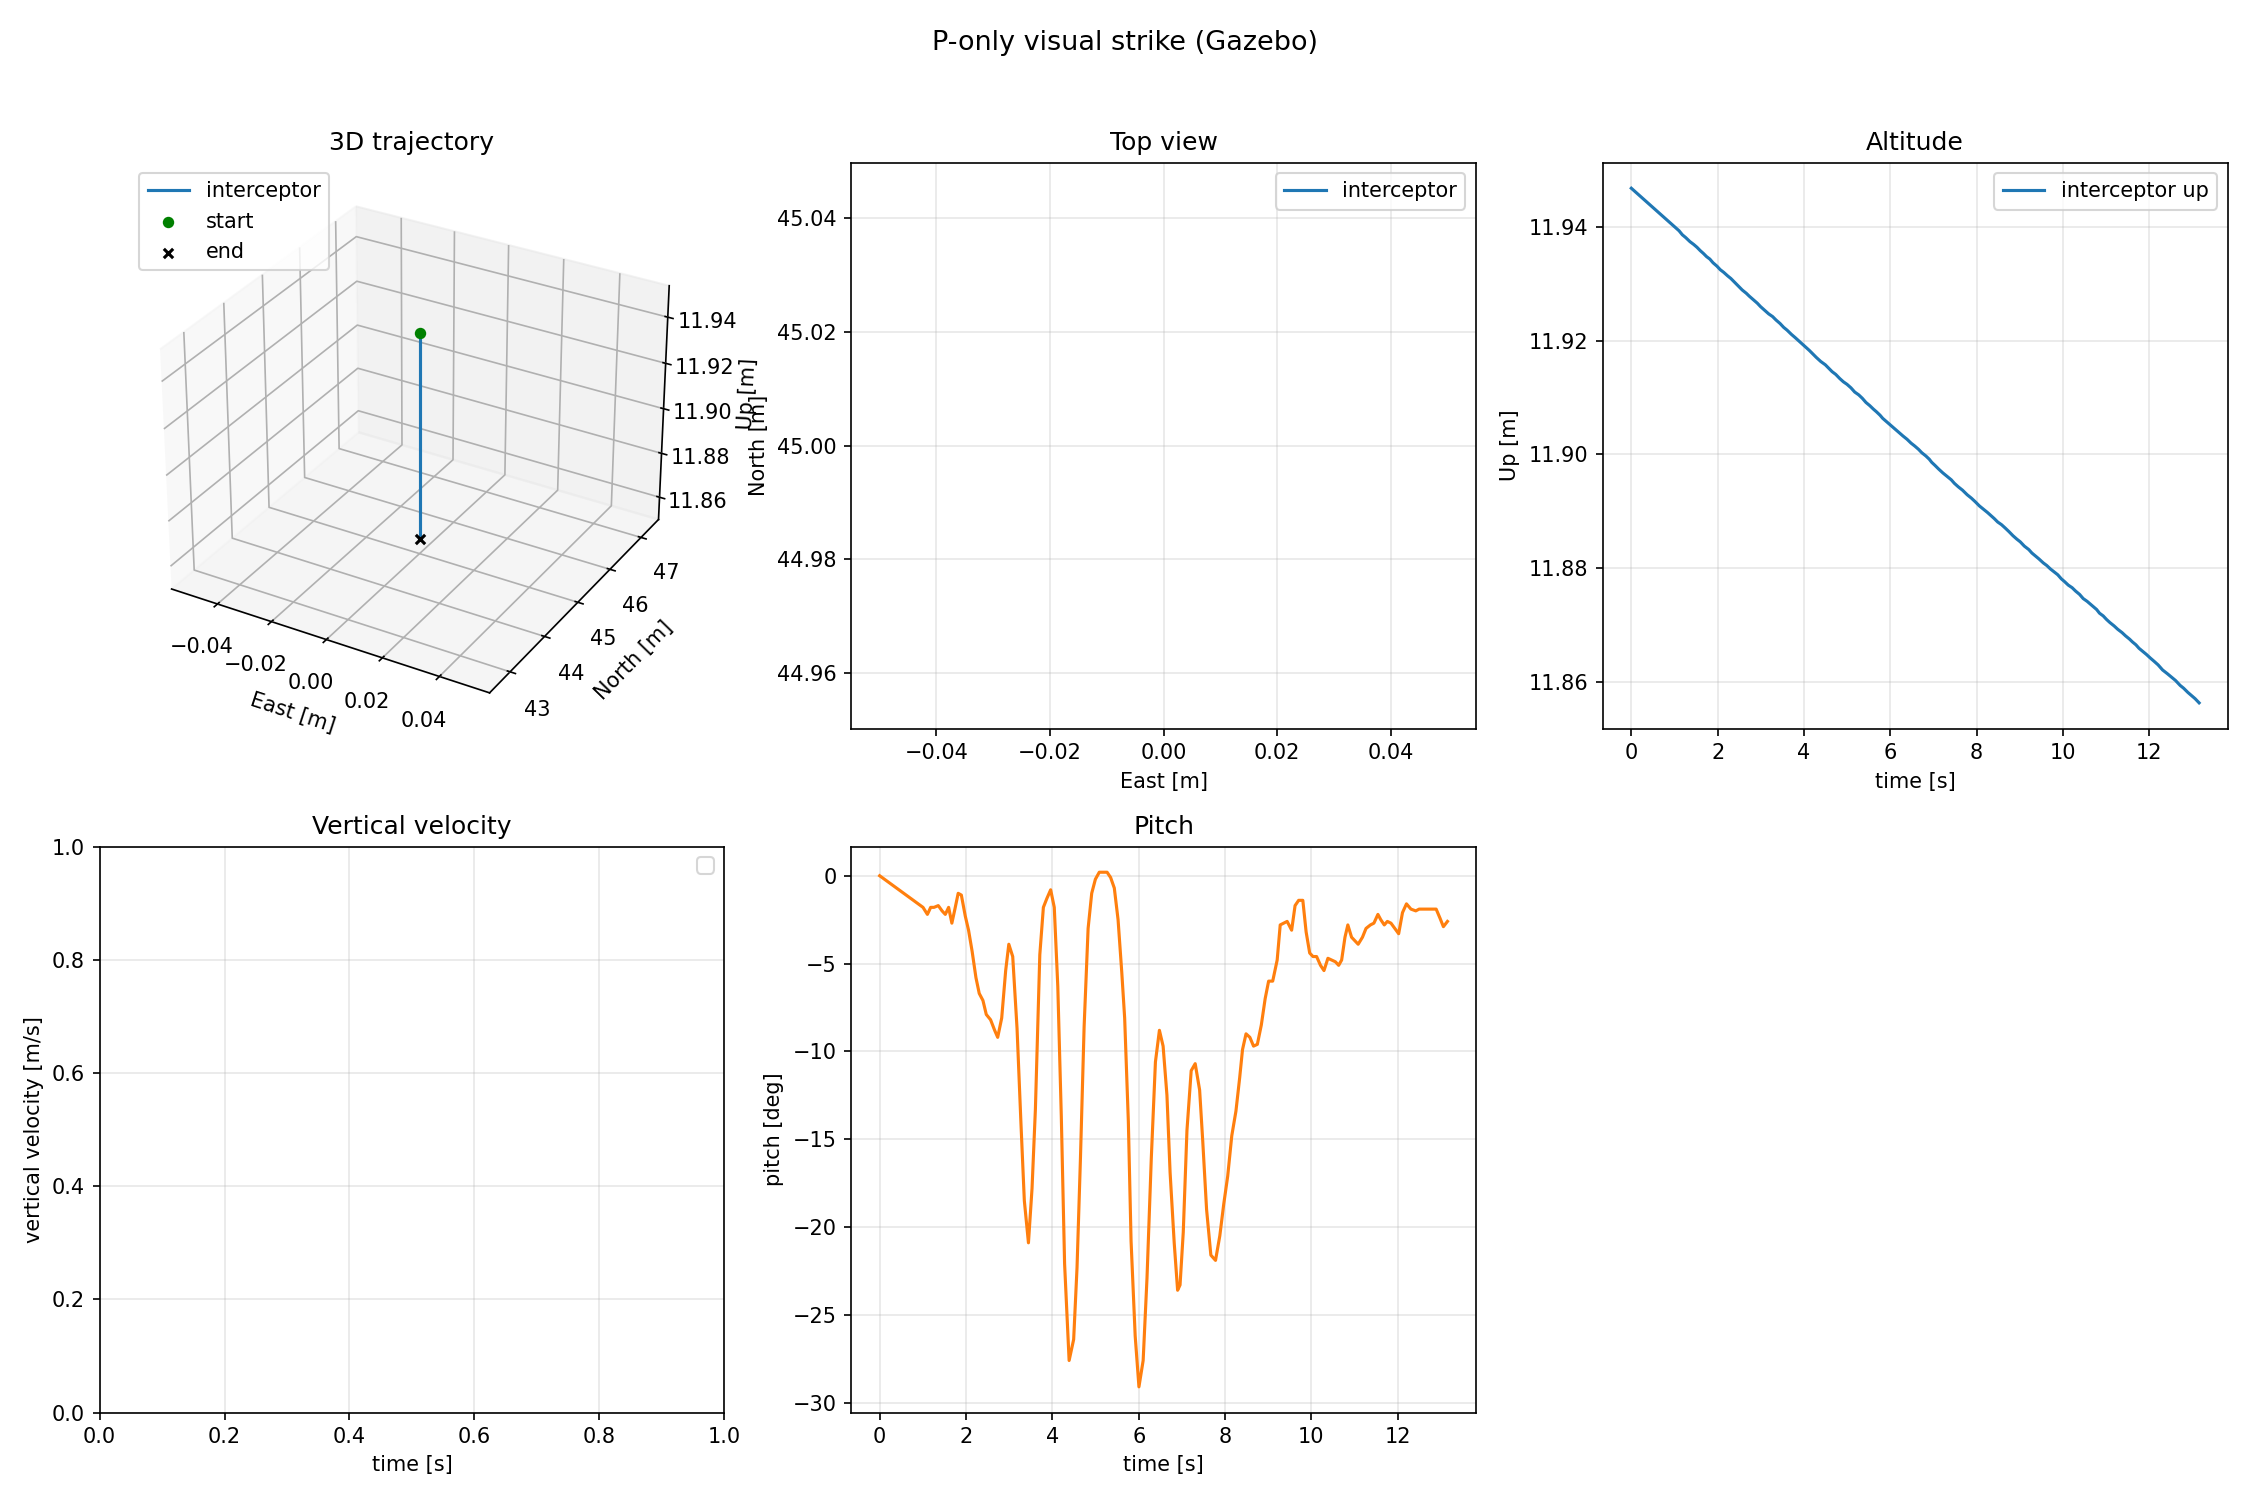 P-only visual strike (Gazebo)
3D trajectory
interceptor
start
end
11.94
11.92
11.90
11.88
11.86
Up [m]
47
46
45
44
43
North [m]
−0.04
−0.02
0.00
0.02
0.04
East [m]
Top view
interceptor
45.04
45.02
45.00
44.98
44.96
North [m]
−0.04 −0.02 0.00 0.02 0.04
East [m]
Altitude
interceptor up
11.94
11.92
11.90
11.88
11.86
Up [m]
0 2 4 6 8 10 12
time [s]
Vertical velocity
1.0
0.8
0.6
0.4
0.2
0.0
vertical velocity [m/s]
0.0 0.2 0.4 0.6 0.8 1.0
time [s]
Pitch
0
−5
−10
−15
−20
−25
−30
pitch [deg]
0 2 4 6 8 10 12
time [s]